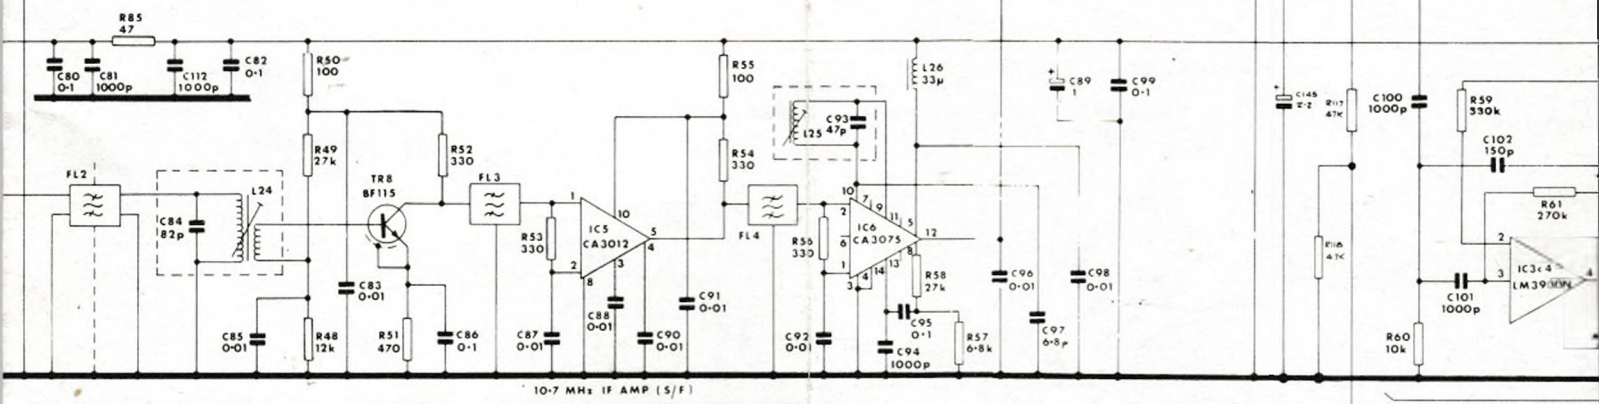 R85
47
C80
0·1
C81
1000p
C112
1000p
C82
0·1
R50
100
R49
27k
R52
330
TR8
BF115
FL2
L24
C84
82p
C85
0·01
R48
12k
C83
0·01
R51
470
C86
0·1
FL3
R53
330
C87
0·01
1
2
IC5
CA3012
10
5
4
3
8
C88
0·01
C90
0·01
C91
0·01
R55
100
R54
330
FL4
L25
C93
47p
R56
330
C92
0·01
10
2
6
1
3
7
9
11
5
IC6
CA3075
12
8
13
14
4
L26
33µ
R58
27k
C95
0·1
C94
1000p
R57
6·8k
C96
0·01
C97
6·8p
C98
0·01
C89
1
C99
0·1
+
+
C145
2·2
R117
47K
47K
C100
1000p
R59
330k
C102
150p
R61
270k
2
3
4
LM39
C101
1000p
R60
10k
10·7 MHz IF AMP (S/F)